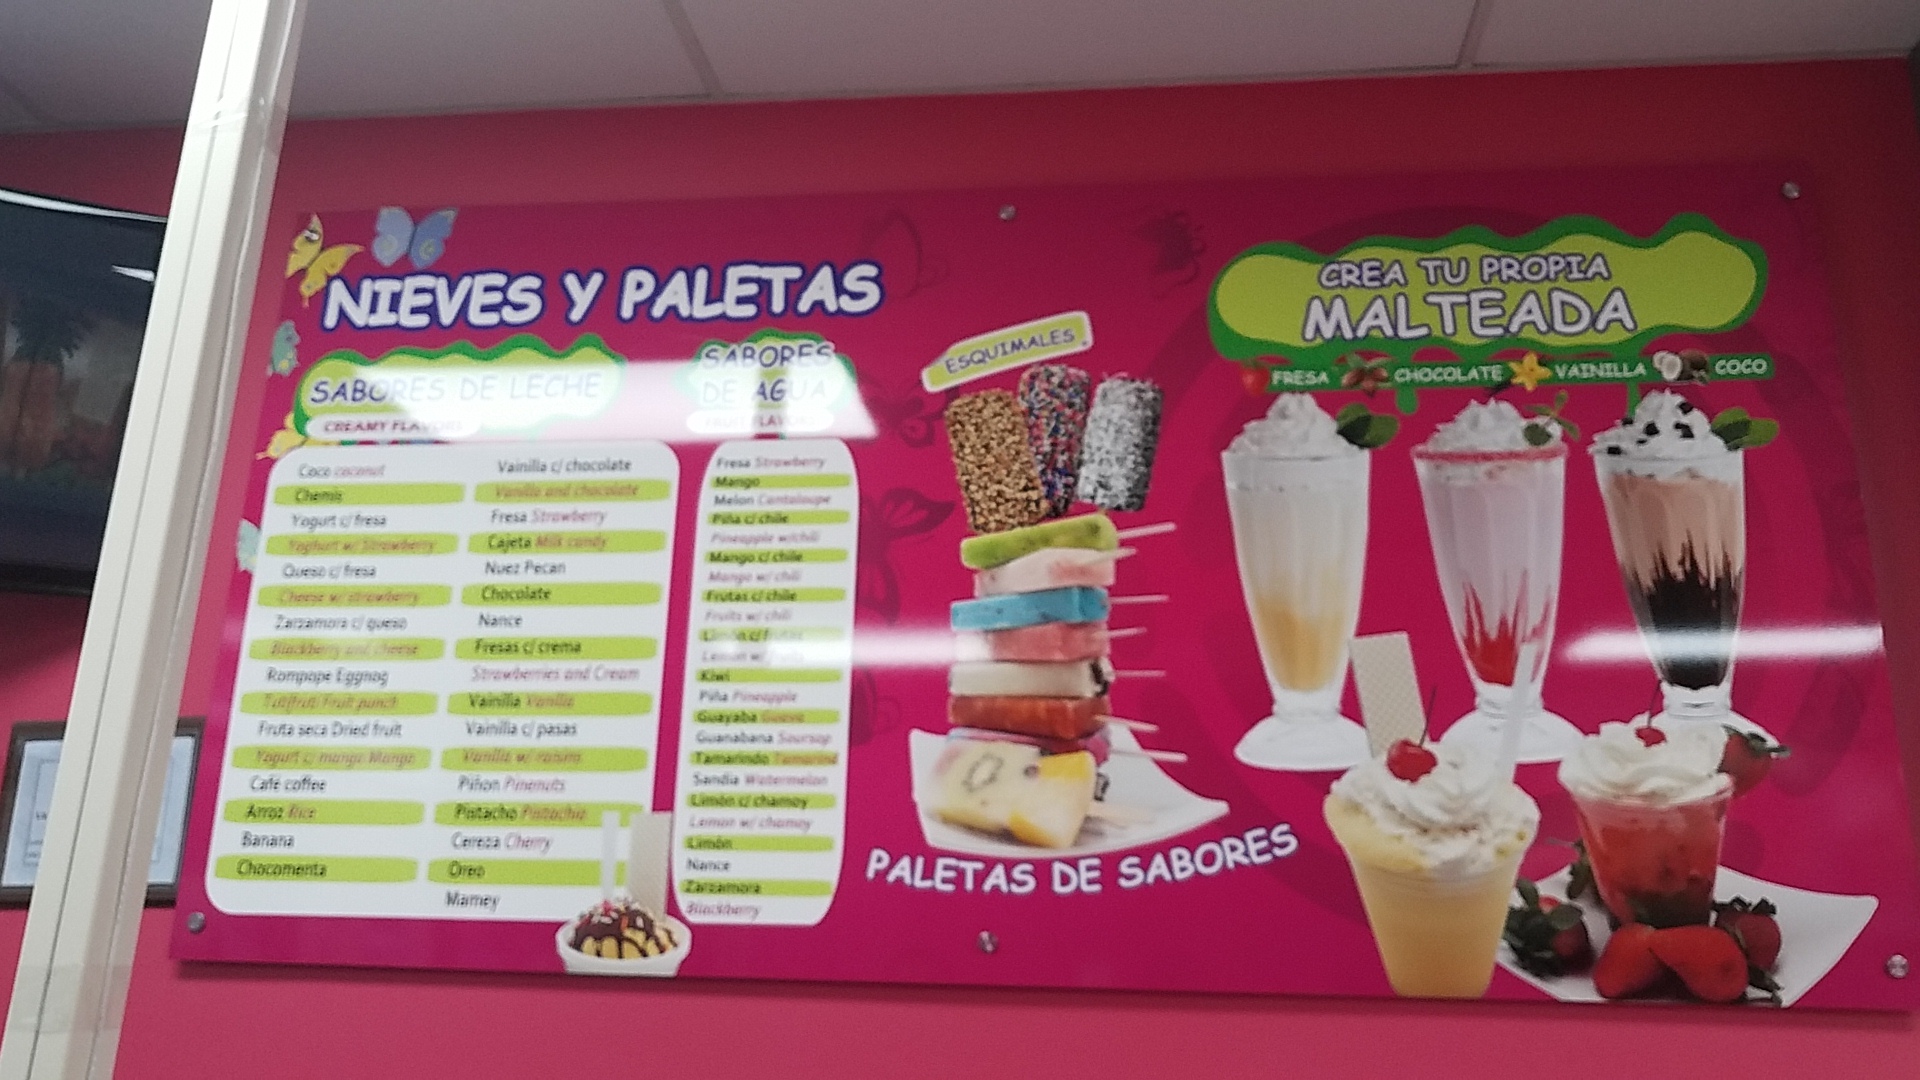 NIEVES Y PALETAS
SABORES DE LECHE
CREAMY FLAVORS
Coco coconut
Chemis
Yogurt c/ fresa
Yoghurt w/ Strawberry
Queso c/ fresa
Cheese w/ strawberry
Zarzamora c/ queso
Blackberry and cheese
Rompope Eggnog
Tutifruti Fruit punch
Fruta seca Dried fruit
Yogurt c/ mango Mango
Café coffee
Arroz Rice
Banana
Chocomenta
Vainilla c/ chocolate
Vanilla and chocolate
Fresa Strawberry
Cajeta Milk candy
Nuez Pecan
Chocolate
Nance
Fresas c/ crema
Strawberries and Cream
Vainilla Vanilla
Vainilla c/ pasas
Vanilla w/ raisins
Piñon Pinenuts
Pistacho Pistachio
Cereza Cherry
Oreo
Mamey
SABORES
DE AGUA
FRUIT FLAVORS
Fresa Strawberry
Mango
Melon Cantaloupe
Piña c/ chile
Pineapple w/chili
Mango c/ chile
Mango w/ chili
Frutas c/ chile
Fruits w/ chili
Limón c/ frutas
Lemon w/ fruits
Kiwi
Piña Pineapple
Guayaba Guava
Guanabana Soursop
Tamarindo Tamarind
Sandia Watermelon
Limón c/ chamoy
Lemon w/ chamoy
Limón
Nance
Zarzamora
Blackberry
ESQUIMALES
PALETAS DE SABORES
CREA TU PROPIA
MALTEADA
FRESA CHOCOLATE VAINILLA COCO